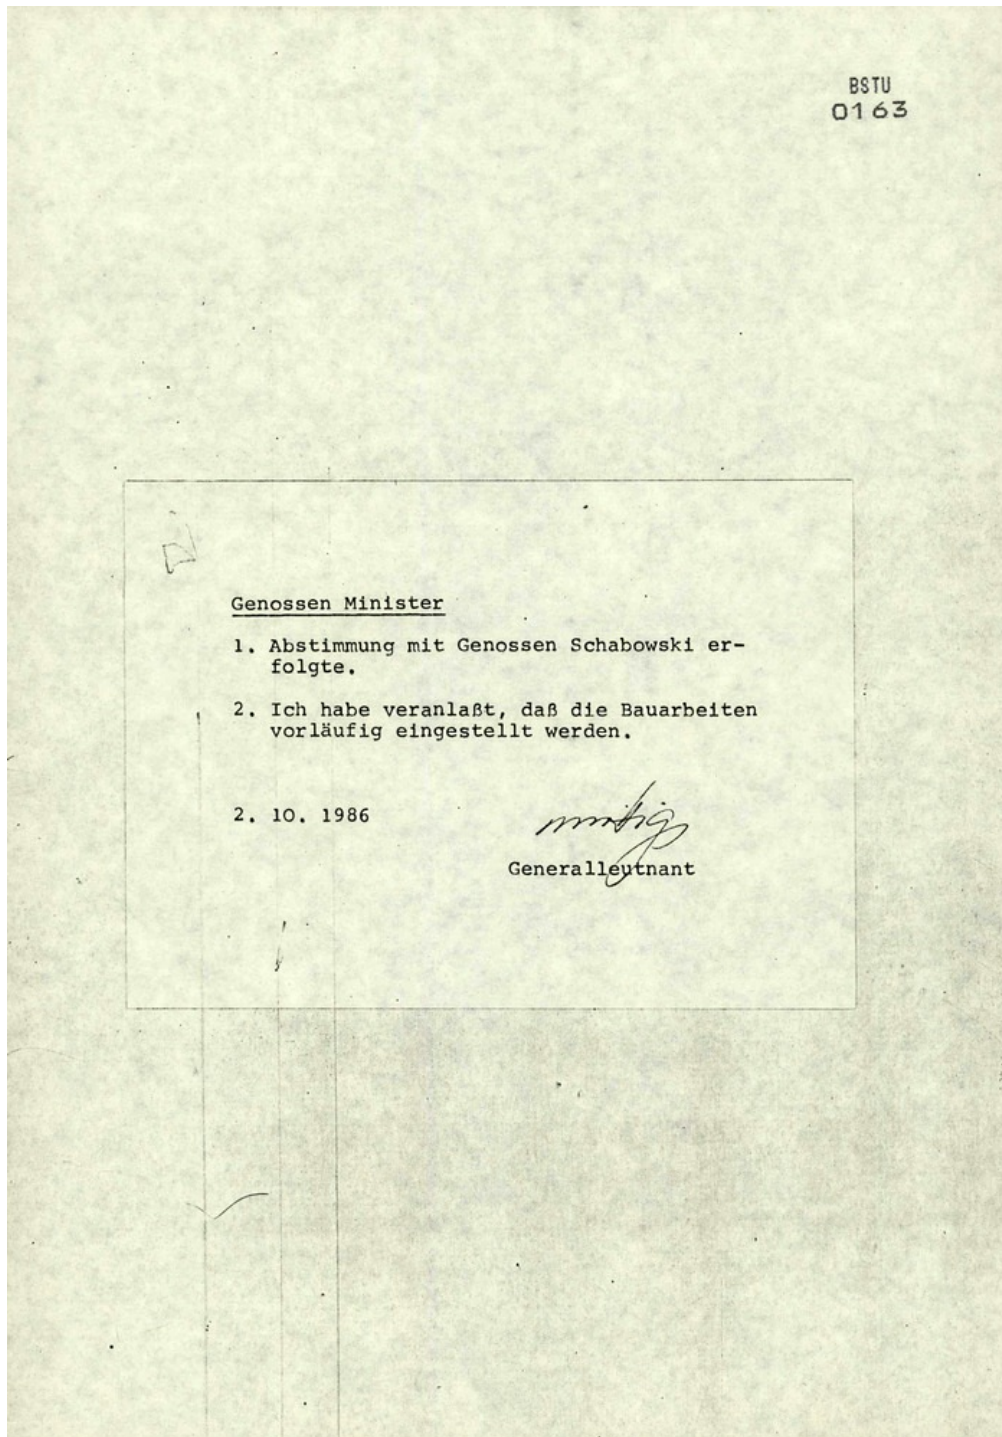 BSTU
0163
Genossen Minister
1. Abstimmung mit Genossen Schabowski er-
folgte.
2. Ich habe veranlaßt, daß die Bauarbeiten
vorläufig eingestellt werden.
2. 10. 1986
Generalleutnant